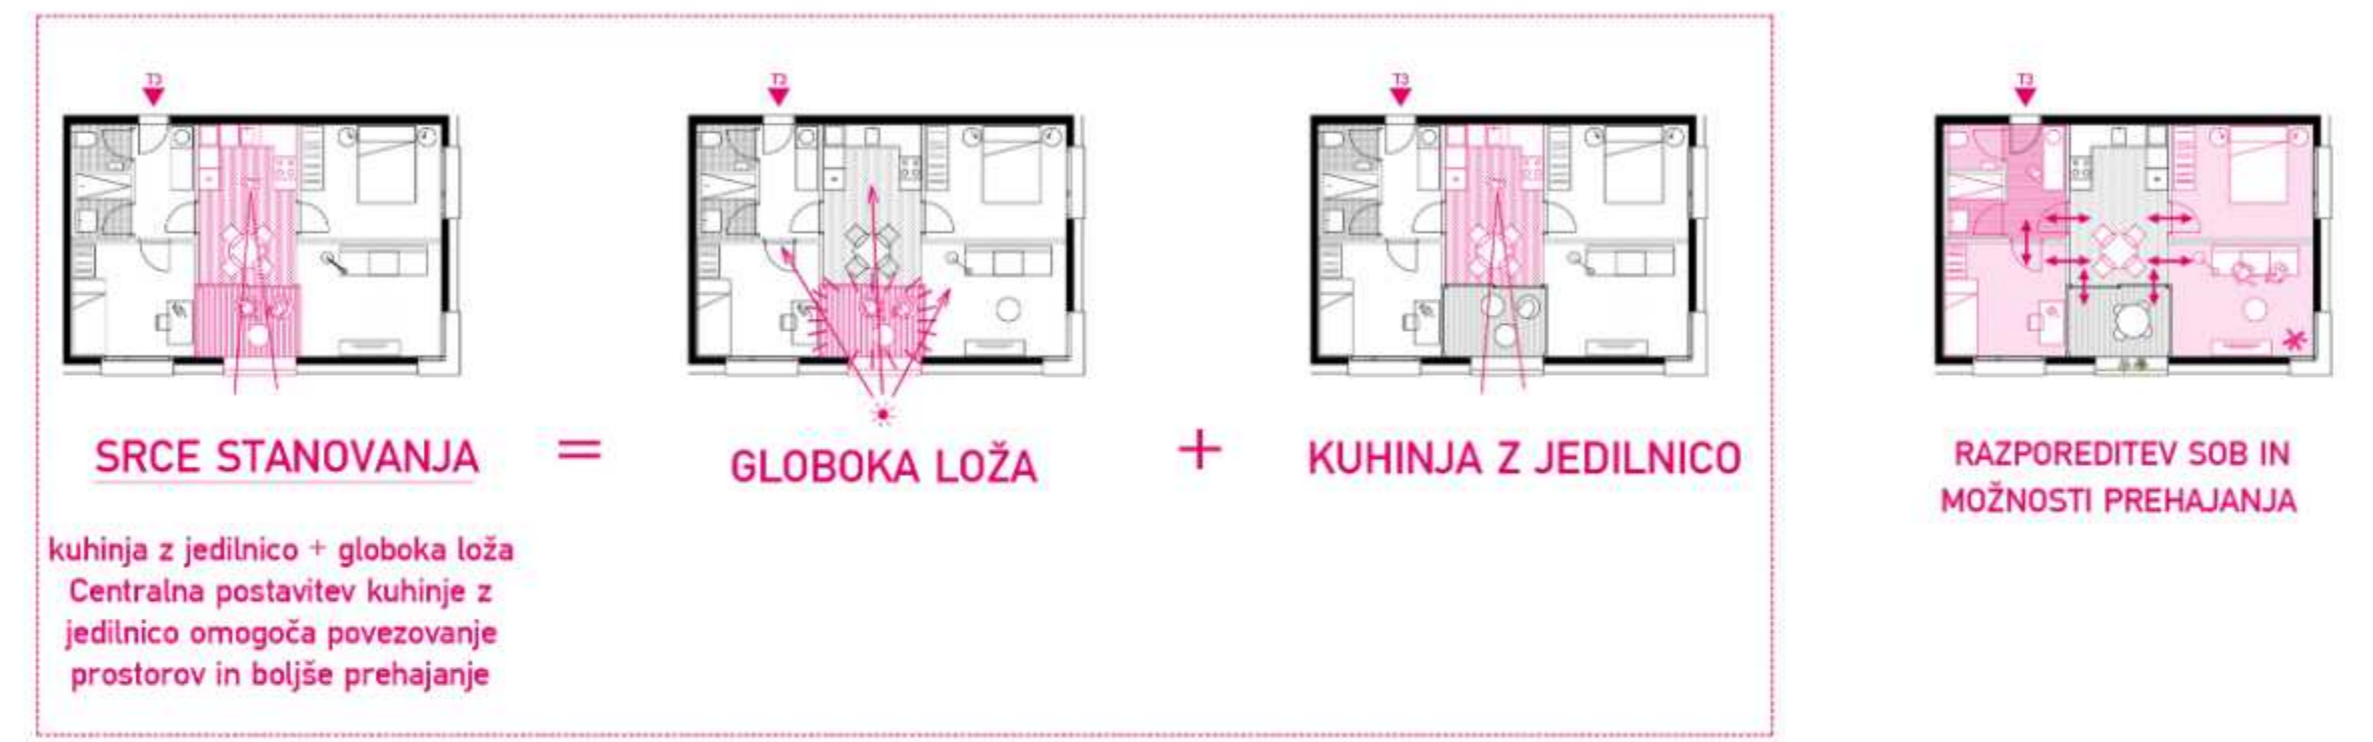 T3
T3
T3
T3
SRCE STANOVANJA
=
GLOBOKA LOŽA
+
KUHINJA Z JEDILNICO
RAZPOREDITEV SOB IN
MOŽNOSTI PREHAJANJA
kuhinja z jedilnico + globoka loža
Centralna postavitev kuhinje z
jedilnico omogoča povezovanje
prostorov in boljše prehajanje